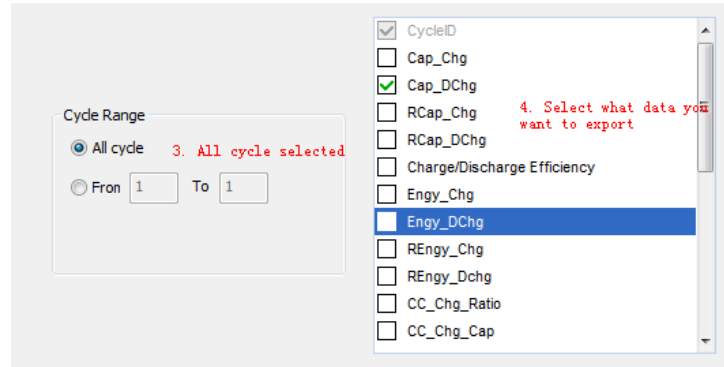 Cycle Range
All cycle
3. All cycle selected
Fron 1 To 1
CycleID
Cap_Chg
Cap_DChg
RCap_Chg
RCap_DChg
4. Select what data you
want to export
Charge/Discharge Efficiency
Engy_Chg
Engy_DChg
REngy_Chg
REngy_Dchg
CC_Chg_Ratio
CC_Chg_Cap